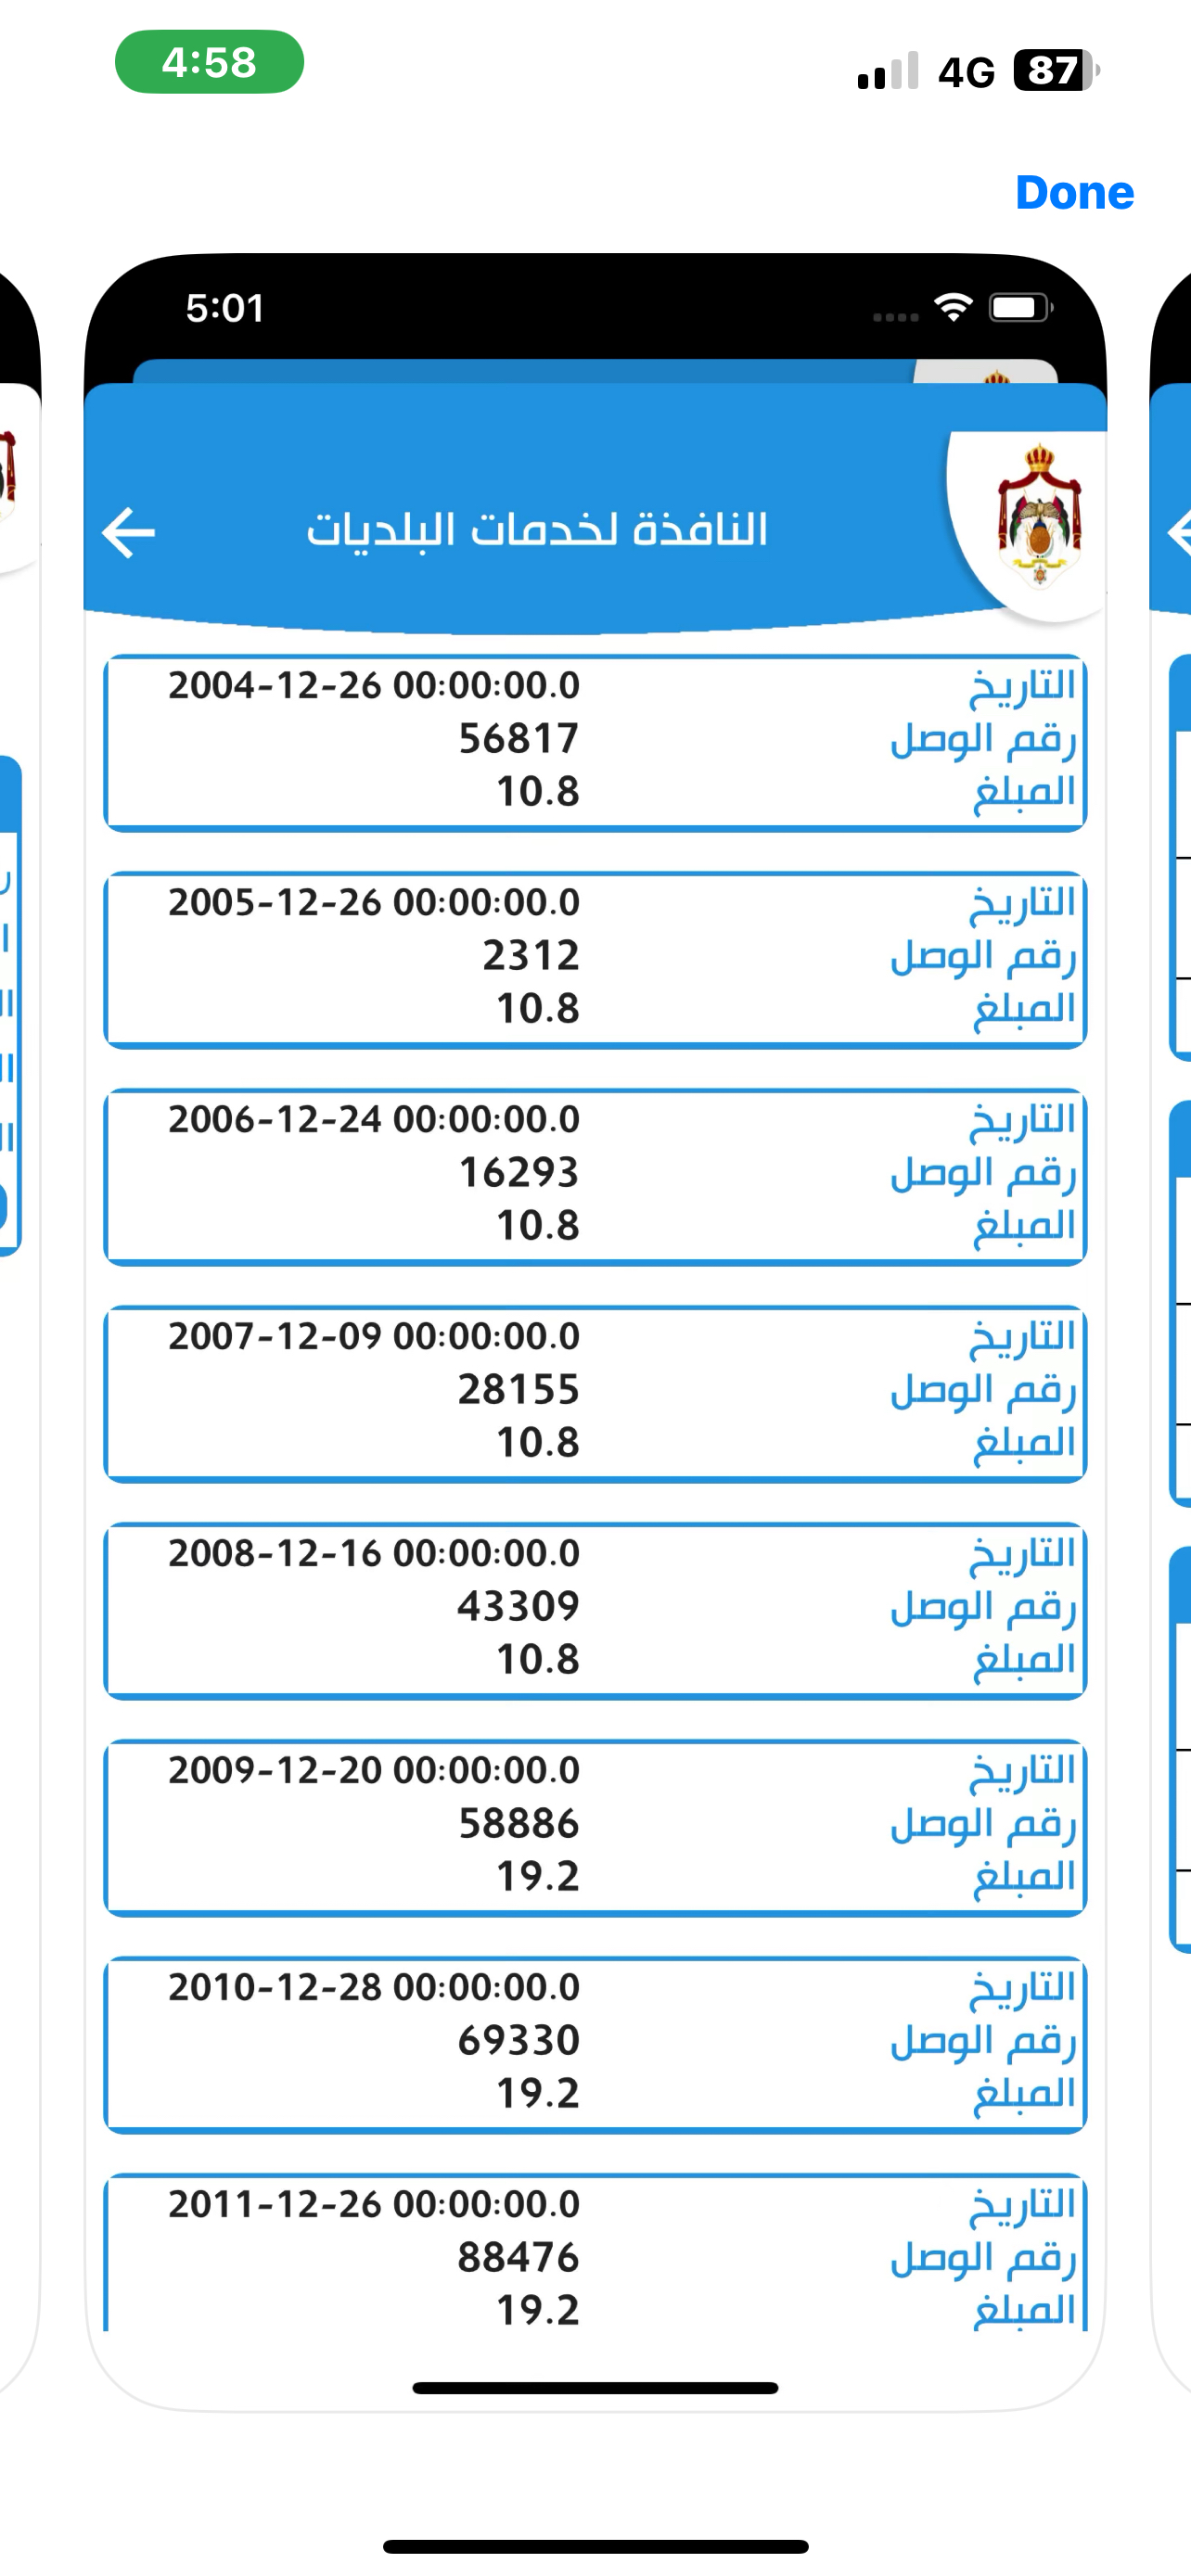 4:58
4G 87
Done
5:01
النافذة لخدمات البلديات
التاريخ 2004-12-26 00:00:00.0
رقم الوصل 56817
المبلغ 10.8
التاريخ 2005-12-26 00:00:00.0
رقم الوصل 2312
المبلغ 10.8
التاريخ 2006-12-24 00:00:00.0
رقم الوصل 16293
المبلغ 10.8
التاريخ 2007-12-09 00:00:00.0
رقم الوصل 28155
المبلغ 10.8
التاريخ 2008-12-16 00:00:00.0
رقم الوصل 43309
المبلغ 10.8
التاريخ 2009-12-20 00:00:00.0
رقم الوصل 58886
المبلغ 19.2
التاريخ 2010-12-28 00:00:00.0
رقم الوصل 69330
المبلغ 19.2
التاريخ 2011-12-26 00:00:00.0
رقم الوصل 88476
المبلغ 19.2